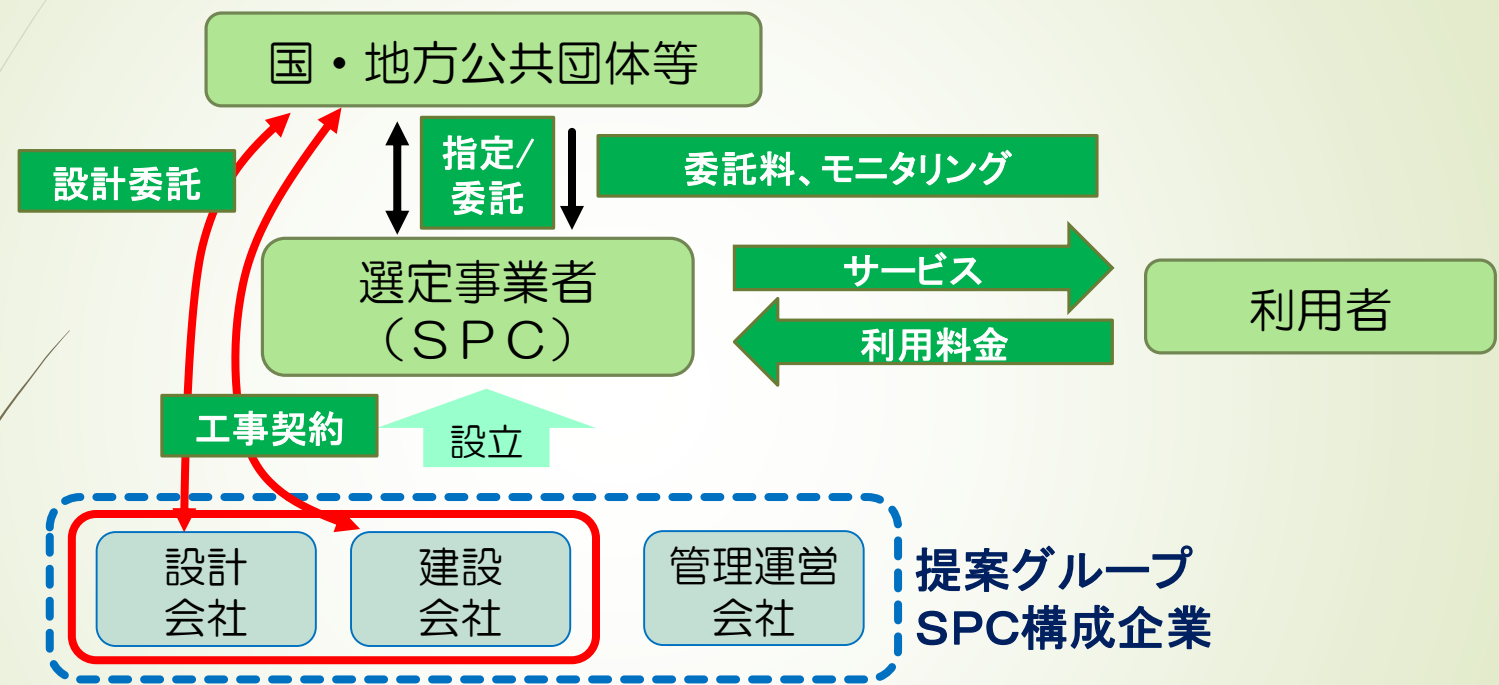 国・地方公共団体等
設計委託
指定/
委託
委託料、モニタリング
選定事業者
（ＳＰＣ）
サービス
利用料金
利用者
工事契約
設立
設計
会社
建設
会社
管理運営
会社
提案グループ
SPC構成企業